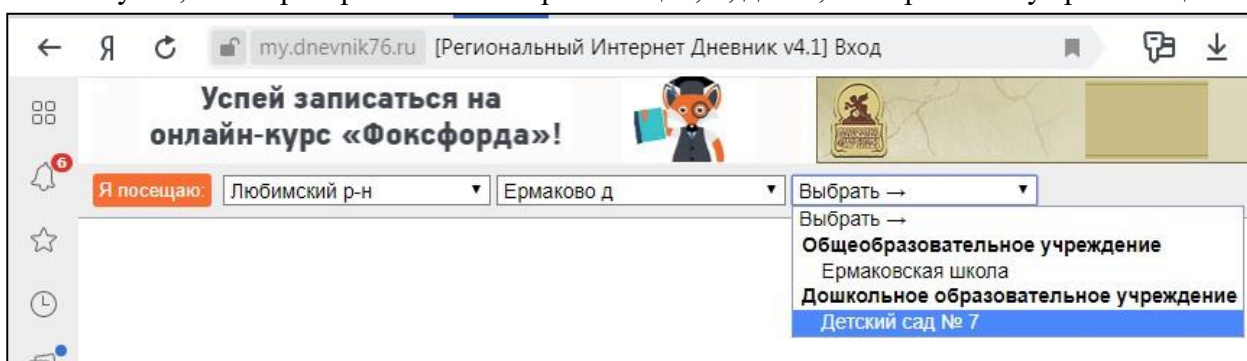 my.dnevnik76.ru [Региональный Интернет Дневник v4.1] Вход
Успей записаться на
онлайн-курс «Фоксфорда»!
6
Я посещаю: Любимский р-н Ермаково д Выбрать →
Выбрать →
Общеобразовательное учреждение
Ермаковская школа
Дошкольное образовательное учреждение
Детский сад № 7